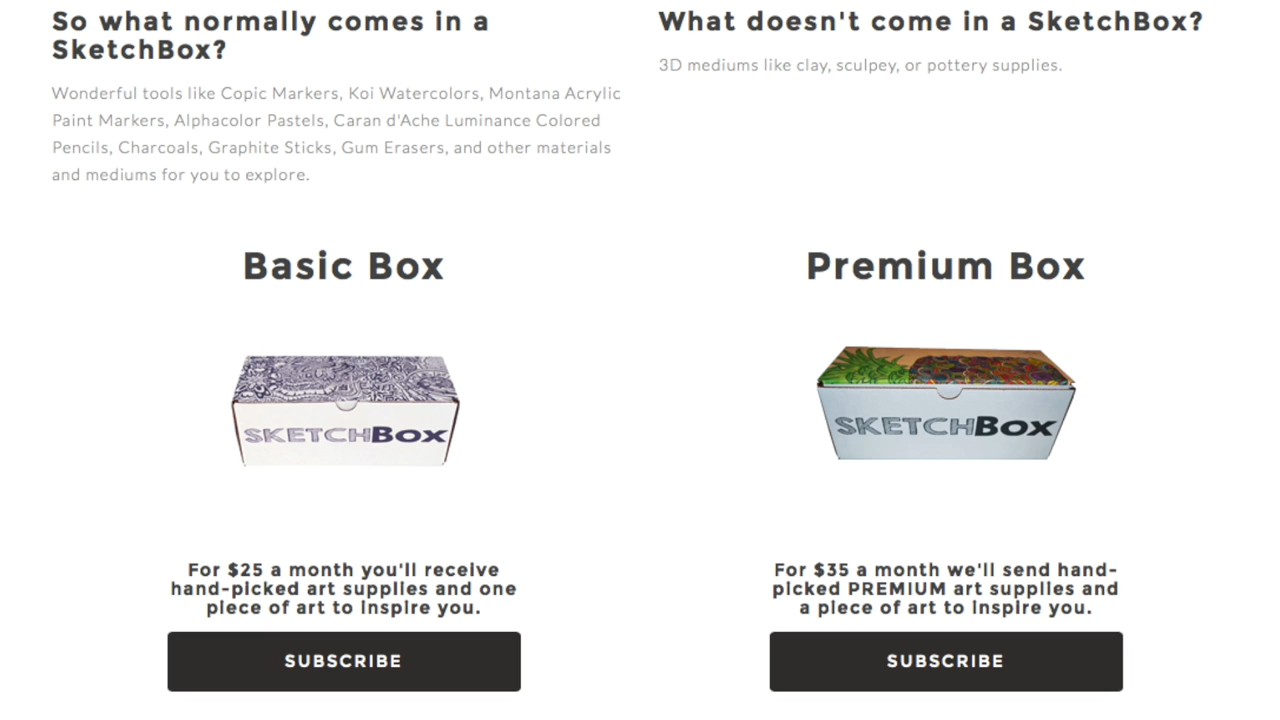 So what normally comes in a
SketchBox?
Wonderful tools like Copic Markers, Koi Watercolors, Montana Acrylic
Paint Markers, Alphacolor Pastels, Caran d'Ache Luminance Colored
Pencils, Charcoals, Graphite Sticks, Gum Erasers, and other materials
and mediums for you to explore.
What doesn't come in a SketchBox?
3D mediums like clay, sculpey, or pottery supplies.
Basic Box
SKETCHBOX
For $25 a month you'll receive
hand-picked art supplies and one
piece of art to inspire you.
SUBSCRIBE
Premium Box
SKETCHBOX
For $35 a month we'll send hand-
picked PREMIUM art supplies and
a piece of art to inspire you.
SUBSCRIBE